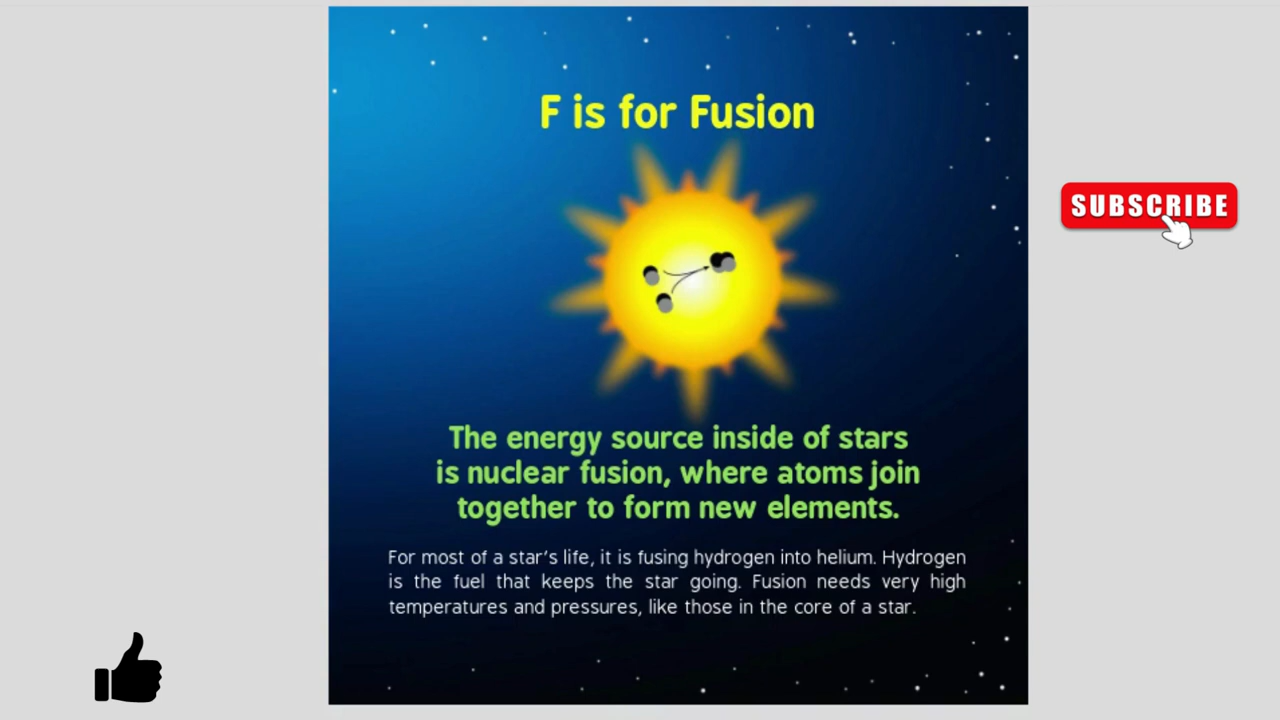 F is for Fusion
SUBSCRIBE
The energy source inside of stars
is nuclear fusion, where atoms join
together to form new elements.
For most of a star's life, it is fusing hydrogen into helium. Hydrogen
is the fuel that keeps the star going. Fusion needs very high
temperatures and pressures, like those in the core of a star.